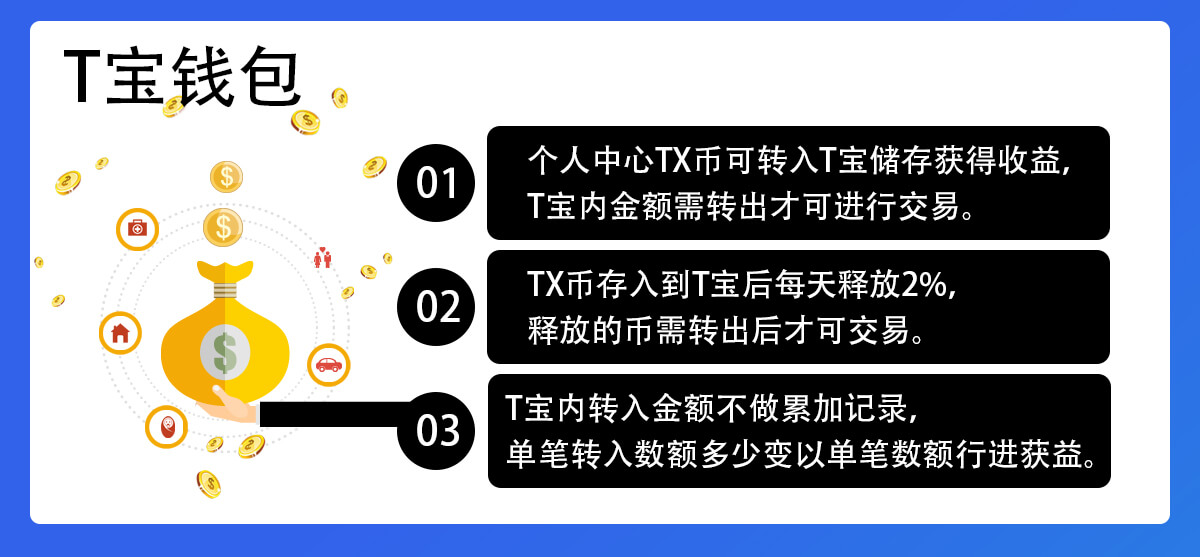 T宝钱包
01
个人中心TX币可转入T宝储存获得收益,
T宝内金额需转出才可进行交易。
02
TX币存入到T宝后每天释放2%,
释放的币需转出后才可交易。
03
T宝内转入金额不做累加记录,
单笔转入数额多少变以单笔数额行进获益。